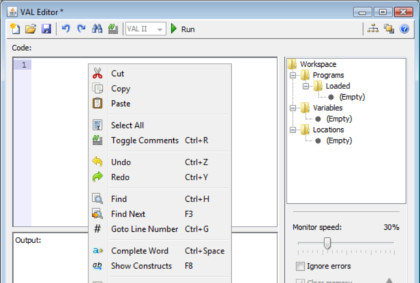 VAL Editor *
VAL II
Run
Code:
1
Cut
Copy
Paste
Select All
Toggle Comments Ctrl+R
Undo Ctrl+Z
Redo Ctrl+Y
Find Ctrl+H
Find Next F3
Goto Line Number Ctrl+G
Complete Word Ctrl+Space
Show Constructs F8
Output:
Workspace
Programs
Loaded
(Empty)
Variables
(Empty)
Locations
(Empty)
Monitor speed: 30%
Ignore errors
Clear memory